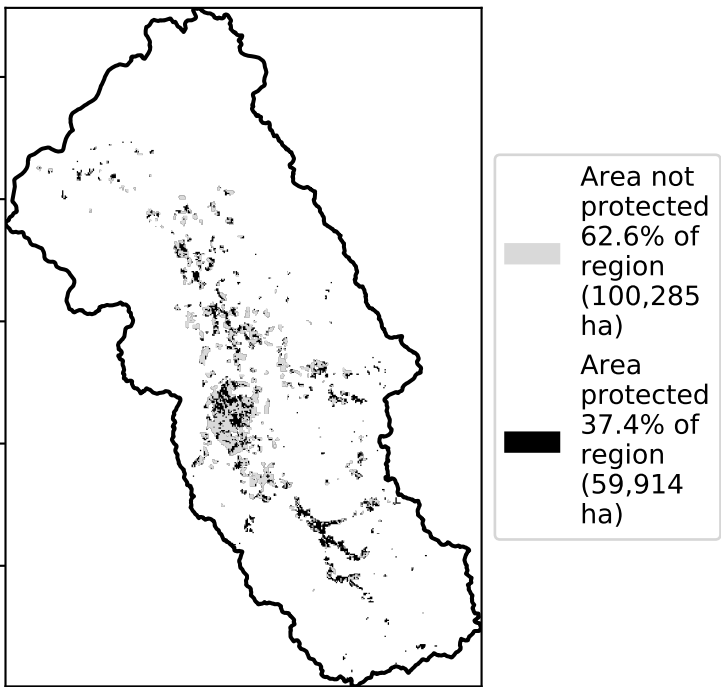 Area not
protected
62.6% of
region
(100,285
ha)
Area
protected
37.4% of
region
(59,914
ha)